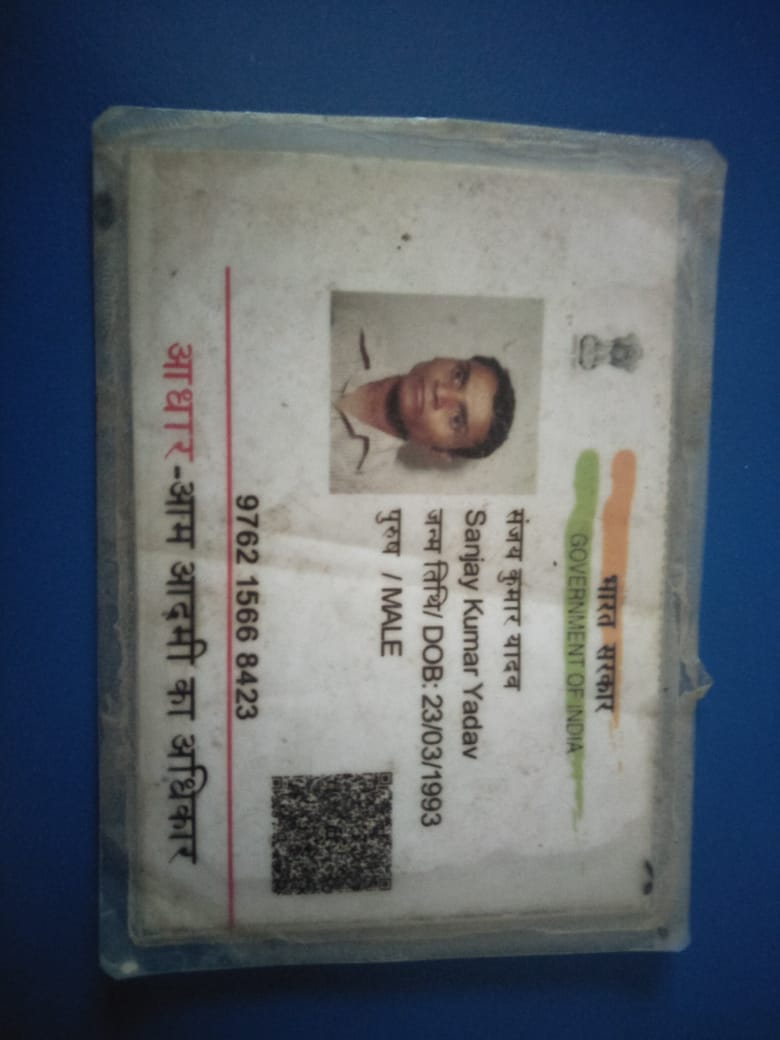 भारत सरकार
GOVERNMENT OF INDIA
संजय कुमार यादव
Sanjay Kumar Yadav
जन्म तिथि/ DOB: 23/03/1993
पुरुष / MALE
9762 1566 8423
आधार -आम आदमी का अधिकार